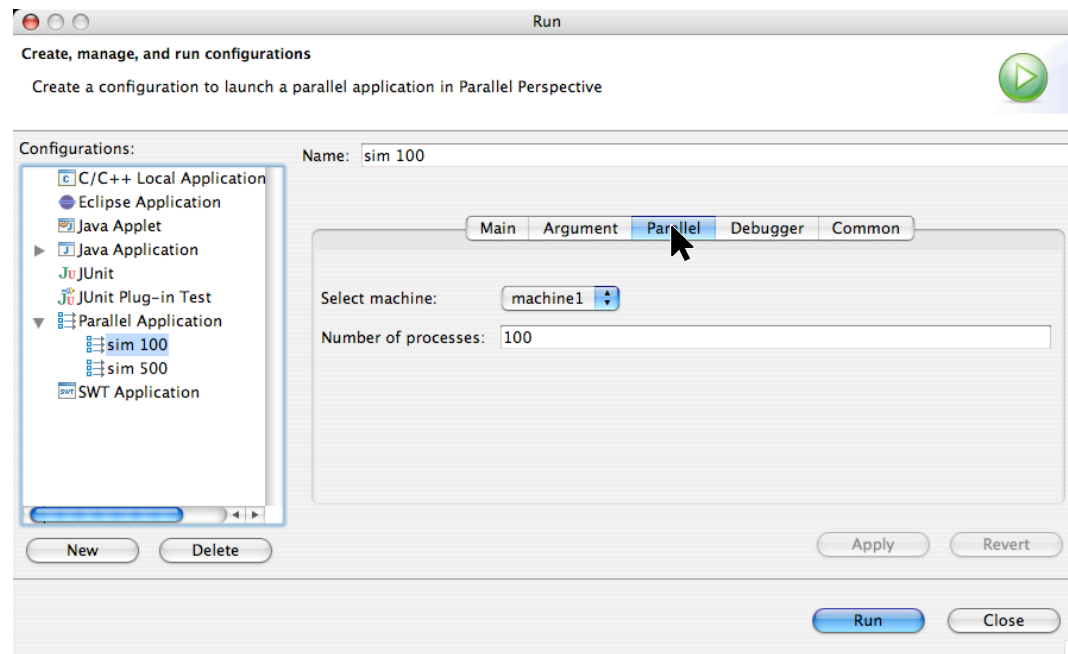 Run
Create, manage, and run configurations
Create a configuration to launch a parallel application in Parallel Perspective
Configurations:
C/C++ Local Application
Eclipse Application
Java Applet
Java Application
JUnit
JUnit Plug-in Test
Parallel Application
sim 100
sim 500
SWT Application
New Delete
Name: sim 100
Main Argument Parallel Debugger Common
Select machine: machine1
Number of processes: 100
Apply Revert
Run Close